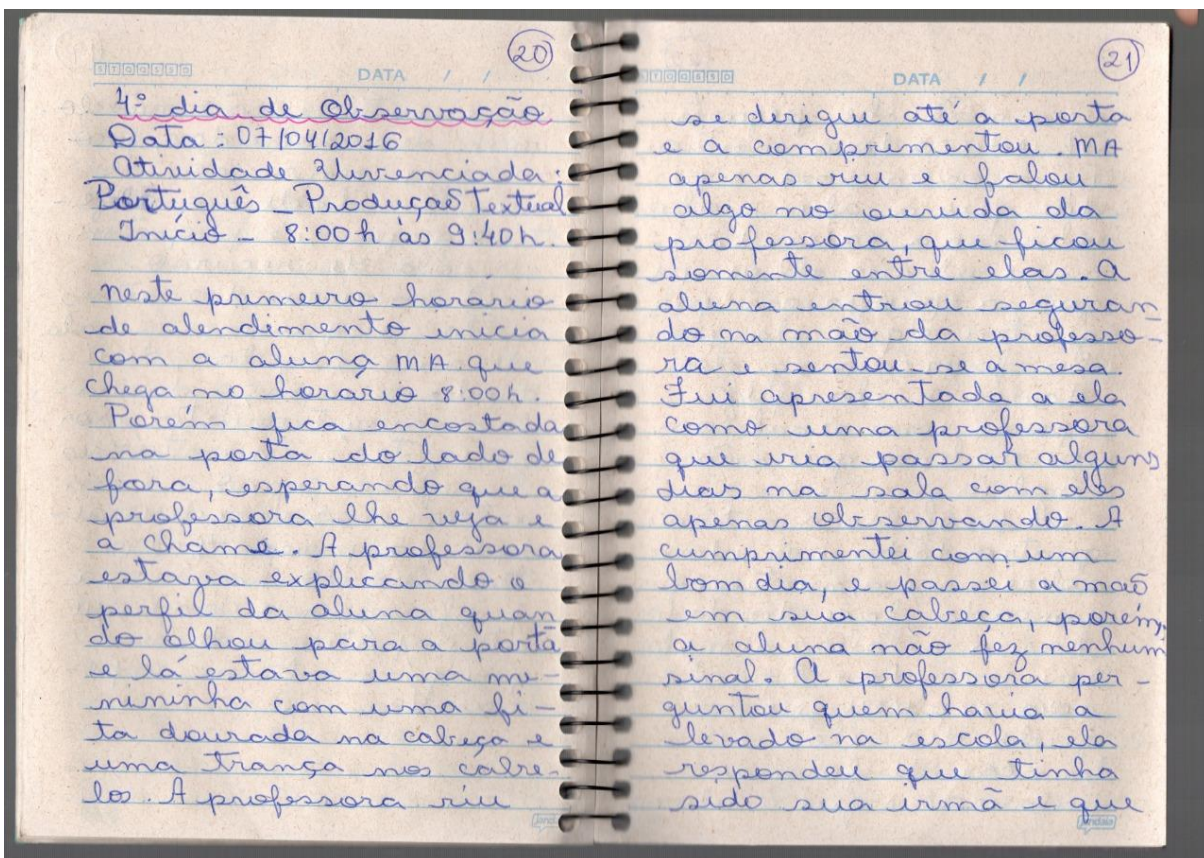 20
STQQSSD
DATA / /
4º dia de Observação
Data: 07/04/2016
Atividade Vivenciada:
Português - Produção Textual
Início - 8:00h às 9:40h.
neste primeiro horário
de atendimento inicia
com a aluna MA que
chega no horário 8:00h.
Porém fica encostada
na porta do lado de
fora, esperando que a
professora lhe veja e
a chame. A professora
estava explicando o
perfil da aluna quan
do olhou para a porta
e lá estava uma me-
nininha com uma fi-
ta dourada na cabeça e
uma trança nos cabe-
los. A professora riu
21
STQQSSD
DATA / /
se dirigiu até a porta
e a comprimentou. MA
apenas riu e falou
algo no ouvido da
professora, que ficou
somente entre elas. A
aluna entrou seguran
do na mão da professo-
ra e sentou-se a mesa.
Fui apresentada a ela
como uma professora
que iria passar alguns
dias na sala com eles
apenas observando. A
cumprimentei com um
bom dia, e passei a mão
em sua cabeça, porém,
a aluna não fez nenhum
sinal. A professora per-
guntou quem havia a
levado na escola, ela
respondeu que tinha
sido sua irmã e que
jandaia